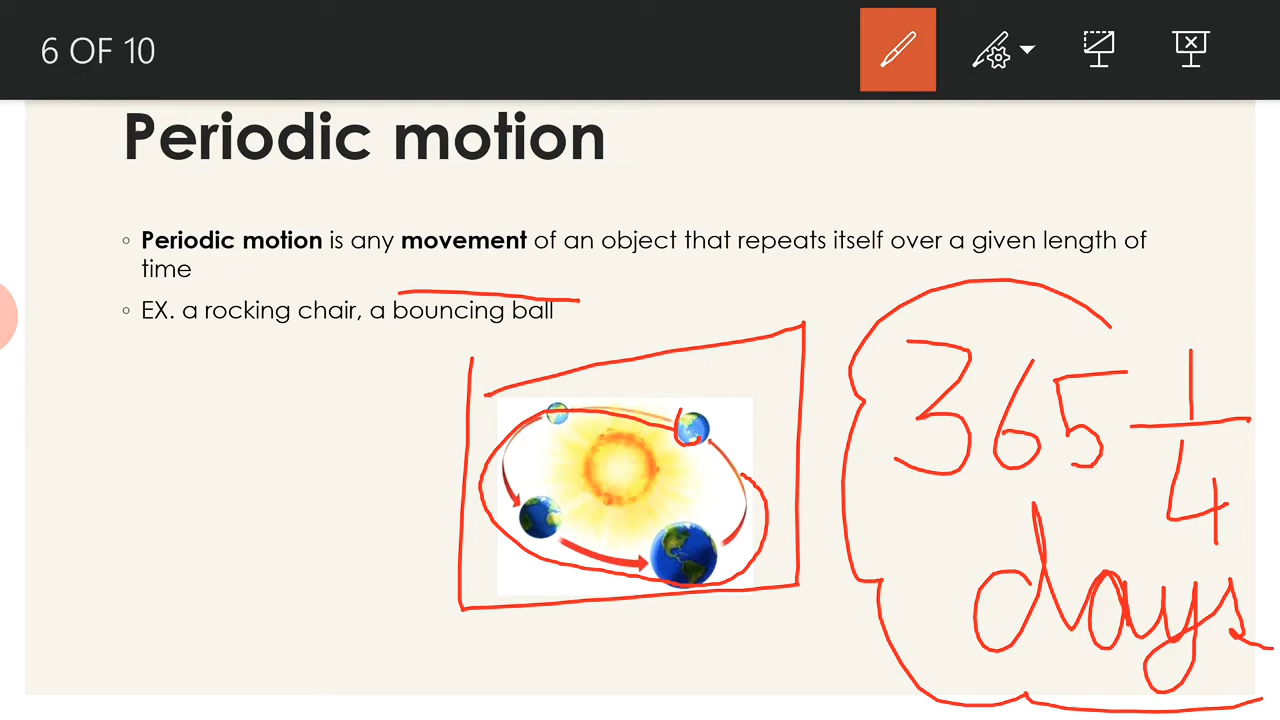 6 OF 10
Periodic motion
◦ Periodic motion is any movement of an object that repeats itself over a given length of
time
◦ EX. a rocking chair, a bouncing ball
365 1/4
days